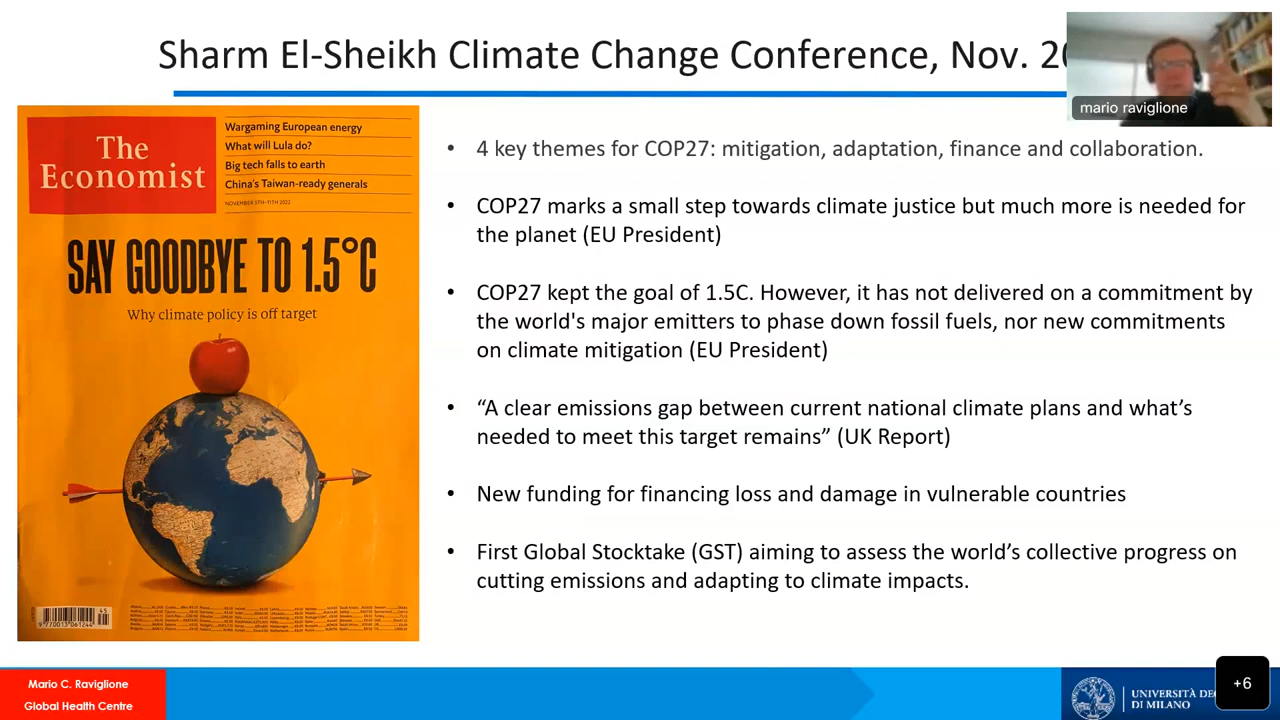 Sharm El-Sheikh Climate Change Conference, Nov. 20
mario raviglione
The
Economist
Wargaming European energy
What will Lula do?
Big tech falls to earth
China's Taiwan-ready generals
NOVEMBER 5TH-11TH 2022
SAY GOODBYE TO 1.5°C
Why climate policy is off target
45
9 770013 061244
• 4 key themes for COP27: mitigation, adaptation, finance and collaboration.
• COP27 marks a small step towards climate justice but much more is needed for
the planet (EU President)
• COP27 kept the goal of 1.5C. However, it has not delivered on a commitment by
the world's major emitters to phase down fossil fuels, nor new commitments
on climate mitigation (EU President)
• “A clear emissions gap between current national climate plans and what’s
needed to meet this target remains” (UK Report)
• New funding for financing loss and damage in vulnerable countries
• First Global Stocktake (GST) aiming to assess the world’s collective progress on
cutting emissions and adapting to climate impacts.
Mario C. Raviglione
Global Health Centre
UNIVERSITÀ DE
DI MILANO
+6